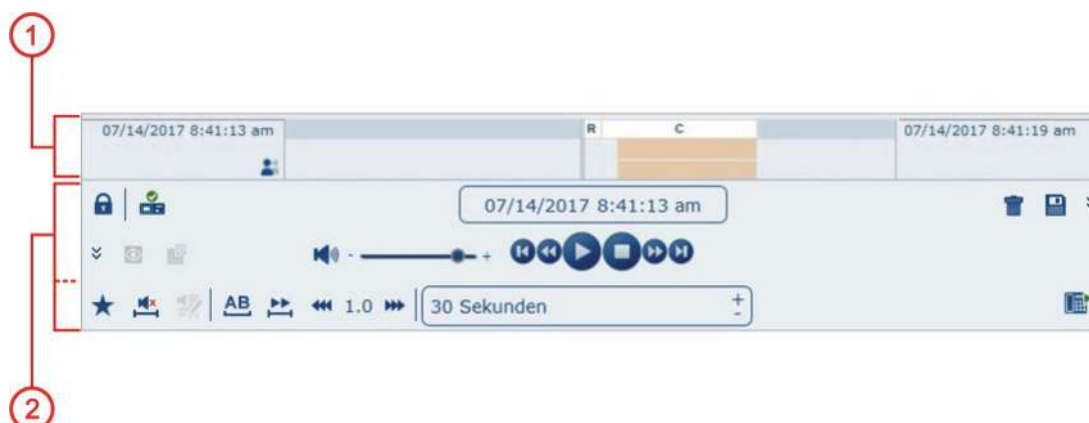 1
07/14/2017 8:41:13 am
R C
07/14/2017 8:41:19 am
07/14/2017 8:41:13 am
- +
AB 1.0 30 Sekunden + -
2